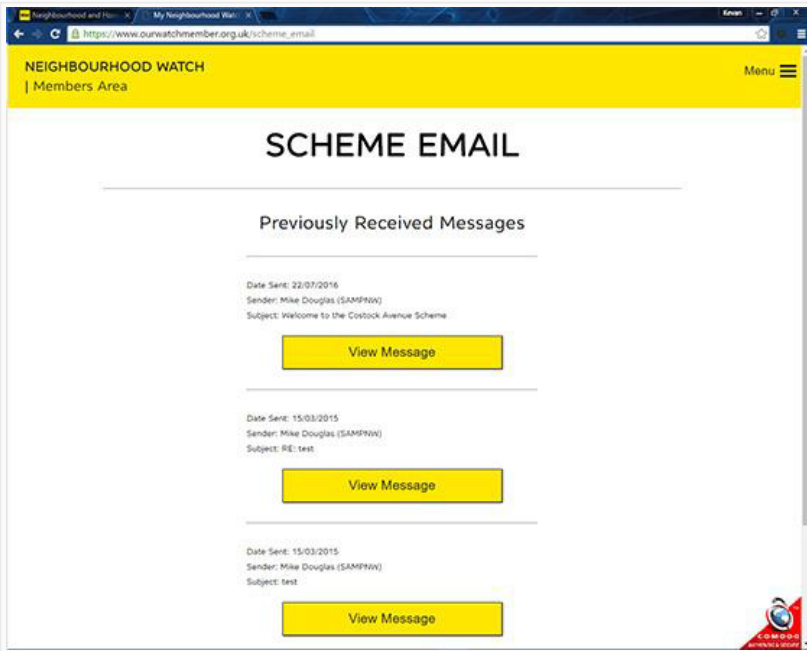 Neighbourhood and Hom
My Neighbourhood Watc
Kevan
https://www.ourwatchmember.org.uk/scheme_email
NEIGHBOURHOOD WATCH
| Members Area
Menu
SCHEME EMAIL
Previously Received Messages
Date Sent: 22/07/2016
Sender: Mike Douglas (SAMPNW)
Subject: Welcome to the Costock Avenue Scheme
View Message
Date Sent: 15/03/2015
Sender: Mike Douglas (SAMPNW)
Subject: RE: test
View Message
Date Sent: 15/03/2015
Sender: Mike Douglas (SAMPNW)
Subject: test
View Message
COMODO
AUTHENTIC & SECURE